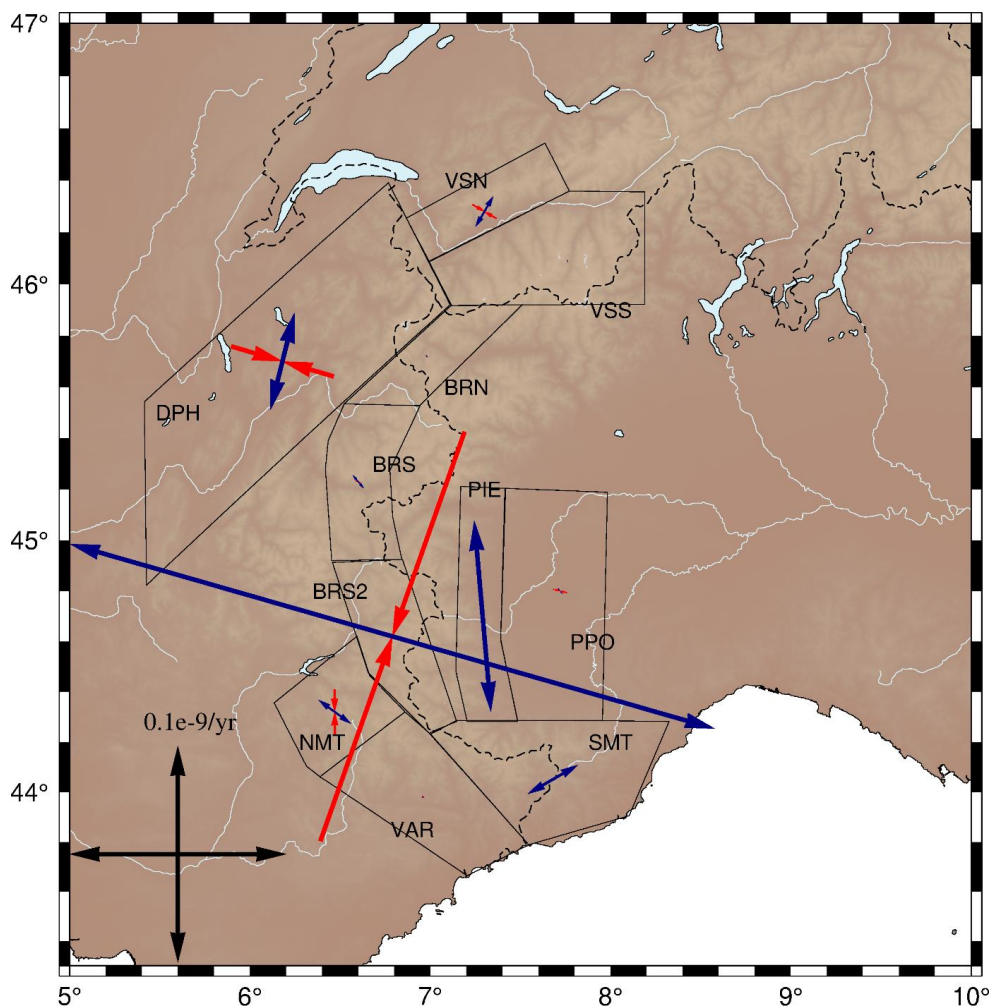 47°
VSN
46°
VSS
BRN
DPH
BRS
PIE
45°
BRS2
PPO
0.1e-9/yr
NMT
SMT
44°
VAR
5° 6° 7° 8° 9° 10°